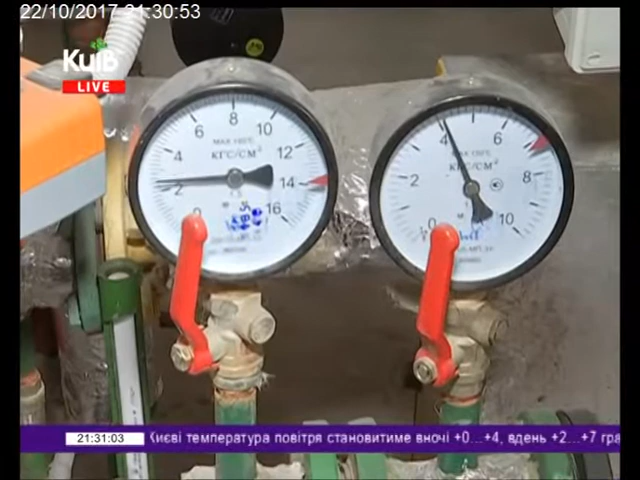 22/10/2017 21:30:53
Київ
LIVE
6 8 10
4 12
2 14
0 16
МАХ 16СТ.
КГС/СМ²
4 6
2 8
0 10
КГС/СМ²
21:31:03 Києві температура повітря становитиме вночі +0...+4, вдень +2...+7 гра